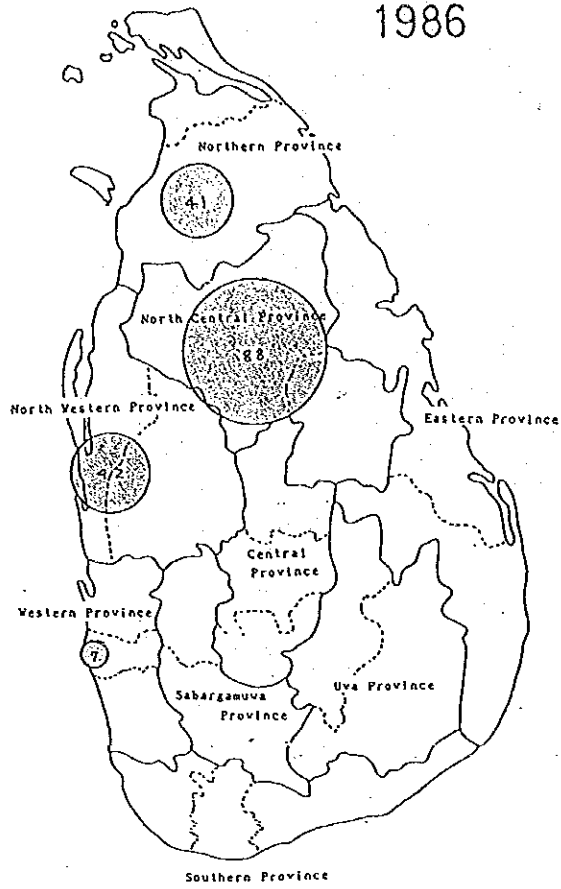 1986
Northern Province
41
North Central Province
88
North Western Province
Eastern Province
42
Central
Province
Western Province
7
Uva Province
Sabargamuwa
Province
Southern Province